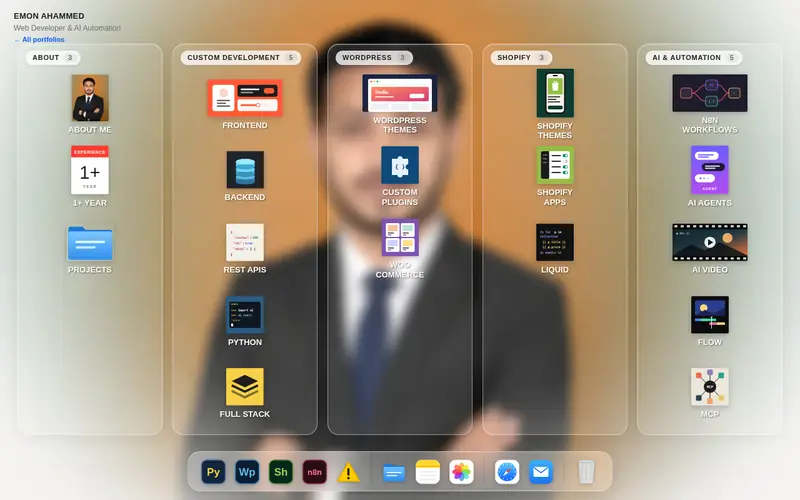 EMON AHAMMED
Web Developer & AI Automation
← All portfolios
ABOUT 3
ABOUT ME
EXPERIENCE
1+
YEAR
1+ YEAR
PROJECTS
CUSTOM DEVELOPMENT 5
FRONTEND
BACKEND
REST APIS
PYTHON
FULL STACK
WORDPRESS 3
WORDPRESS
THEMES
CUSTOM
PLUGINS
WOO
COMMERCE
SHOPIFY 3
SHOPIFY
THEMES
SHOPIFY
APPS
LIQUID
AI & AUTOMATION 5
N8N
WORKFLOWS
AGENT
AI AGENTS
AI VIDEO
FLOW
MCP
MCP
Py Wp Sh n8n